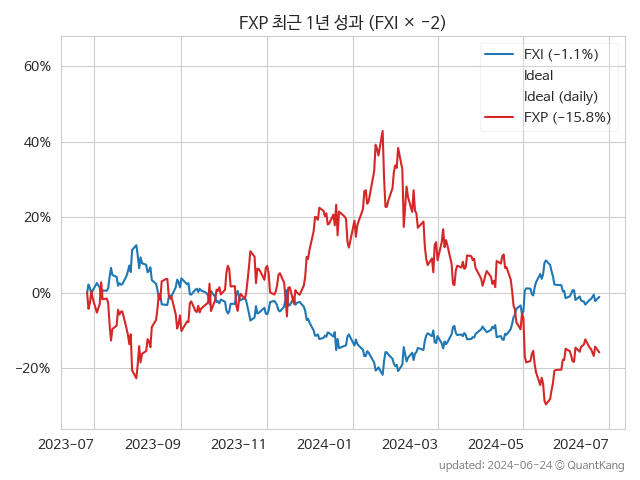 FXP 최근 1년 성과 (FXI × −2)
FXI (−1.1%)
Ideal
Ideal (daily)
FXP (−15.8%)
60%
40%
20%
0%
−20%
2023-07 2023-09 2023-11 2024-01 2024-03 2024-05 2024-07
updated: 2024-06-24 © QuantKang